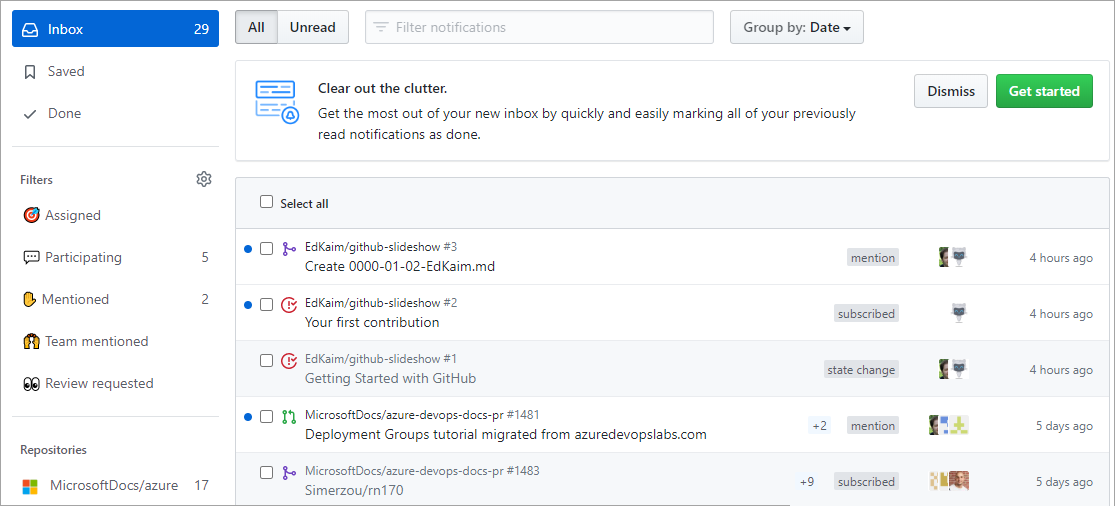 Inbox 29
Saved
Done
Filters
Assigned
Participating 5
Mentioned 2
Team mentioned
Review requested
Repositories
MicrosoftDocs/azure 17
All Unread Filter notifications Group by: Date
Clear out the clutter.
Get the most out of your new inbox by quickly and easily marking all of your previously
read notifications as done.
Dismiss Get started
Select all
EdKaim/github-slideshow #3
Create 0000-01-02-EdKaim.md
mention 4 hours ago
EdKaim/github-slideshow #2
Your first contribution
subscribed 4 hours ago
EdKaim/github-slideshow #1
Getting Started with GitHub
state change 4 hours ago
MicrosoftDocs/azure-devops-docs-pr #1481
Deployment Groups tutorial migrated from azuredevopslabs.com
+2 mention 5 days ago
MicrosoftDocs/azure-devops-docs-pr #1483
Simerzou/rn170
+9 subscribed 5 days ago